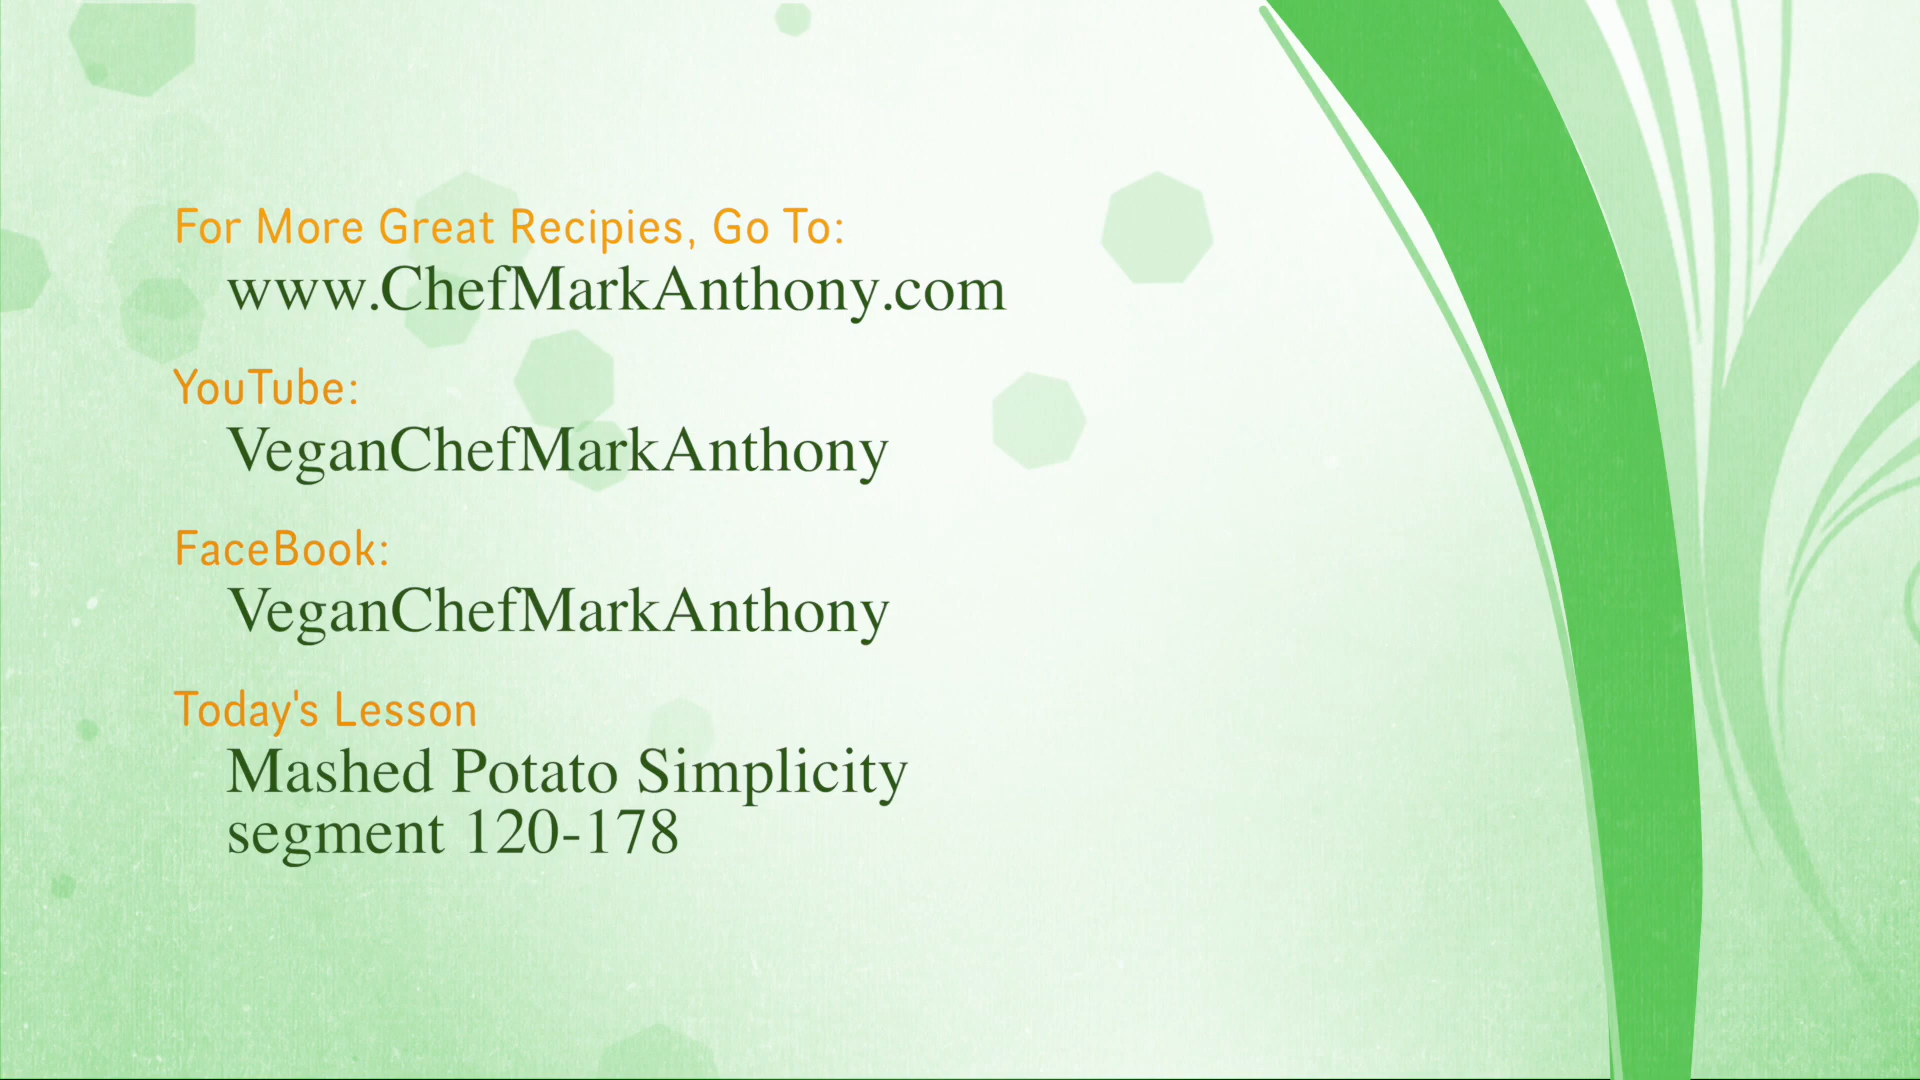 For More Great Recipies, Go To:
www.ChefMarkAnthony.com
YouTube:
VeganChefMarkAnthony
FaceBook:
VeganChefMarkAnthony
Today's Lesson
Mashed Potato Simplicity
segment 120-178